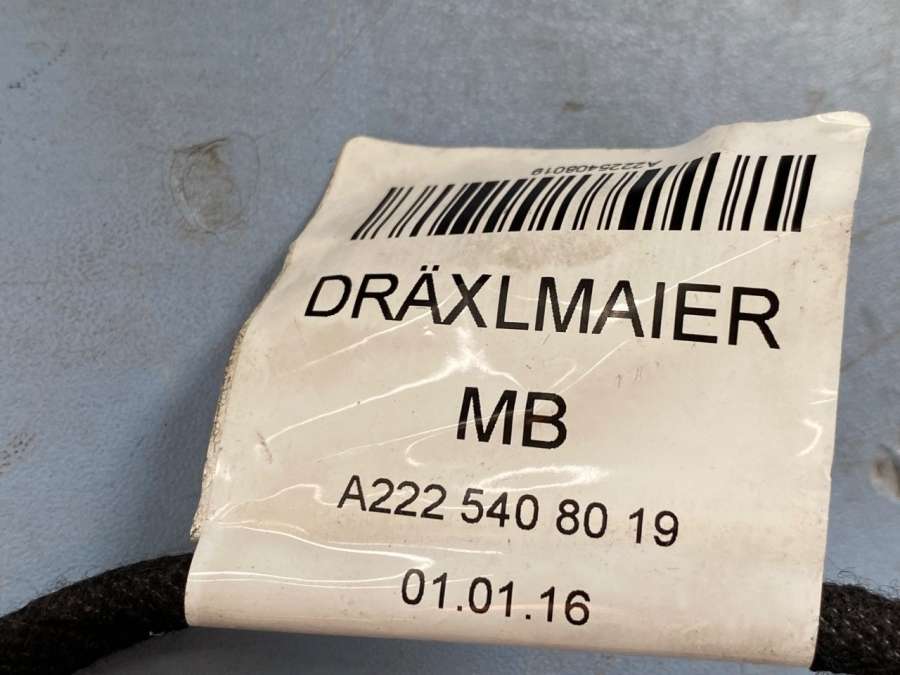 A2225408019
DRÄXLMAIER
MB
A222 540 80 19
01.01.16